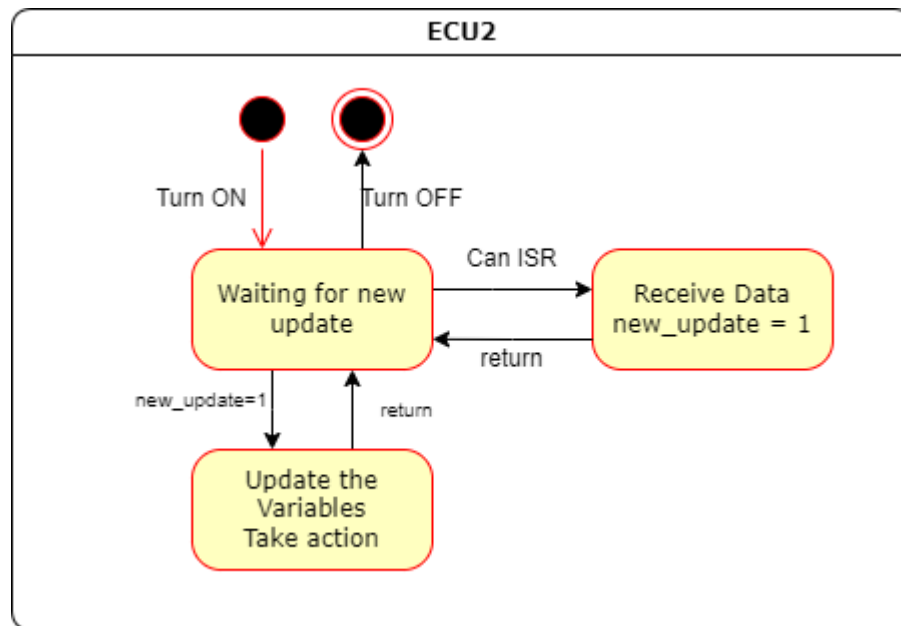 ECU2
Turn ON
Turn OFF
Can ISR
Waiting for new
update
Receive Data
new_update = 1
return
new_update=1
return
Update the
Variables
Take action